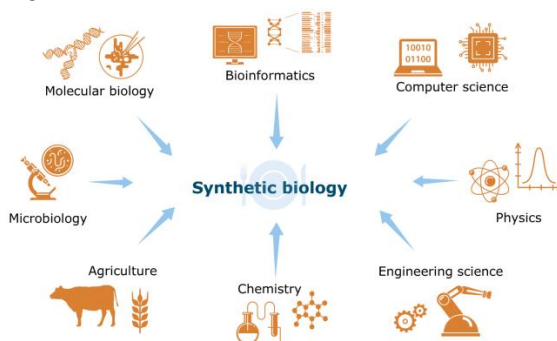 Molecular biology
Bioinformatics
10010
01100
Computer science
Microbiology
Synthetic biology
Physics
Agriculture
Chemistry
Engineering science